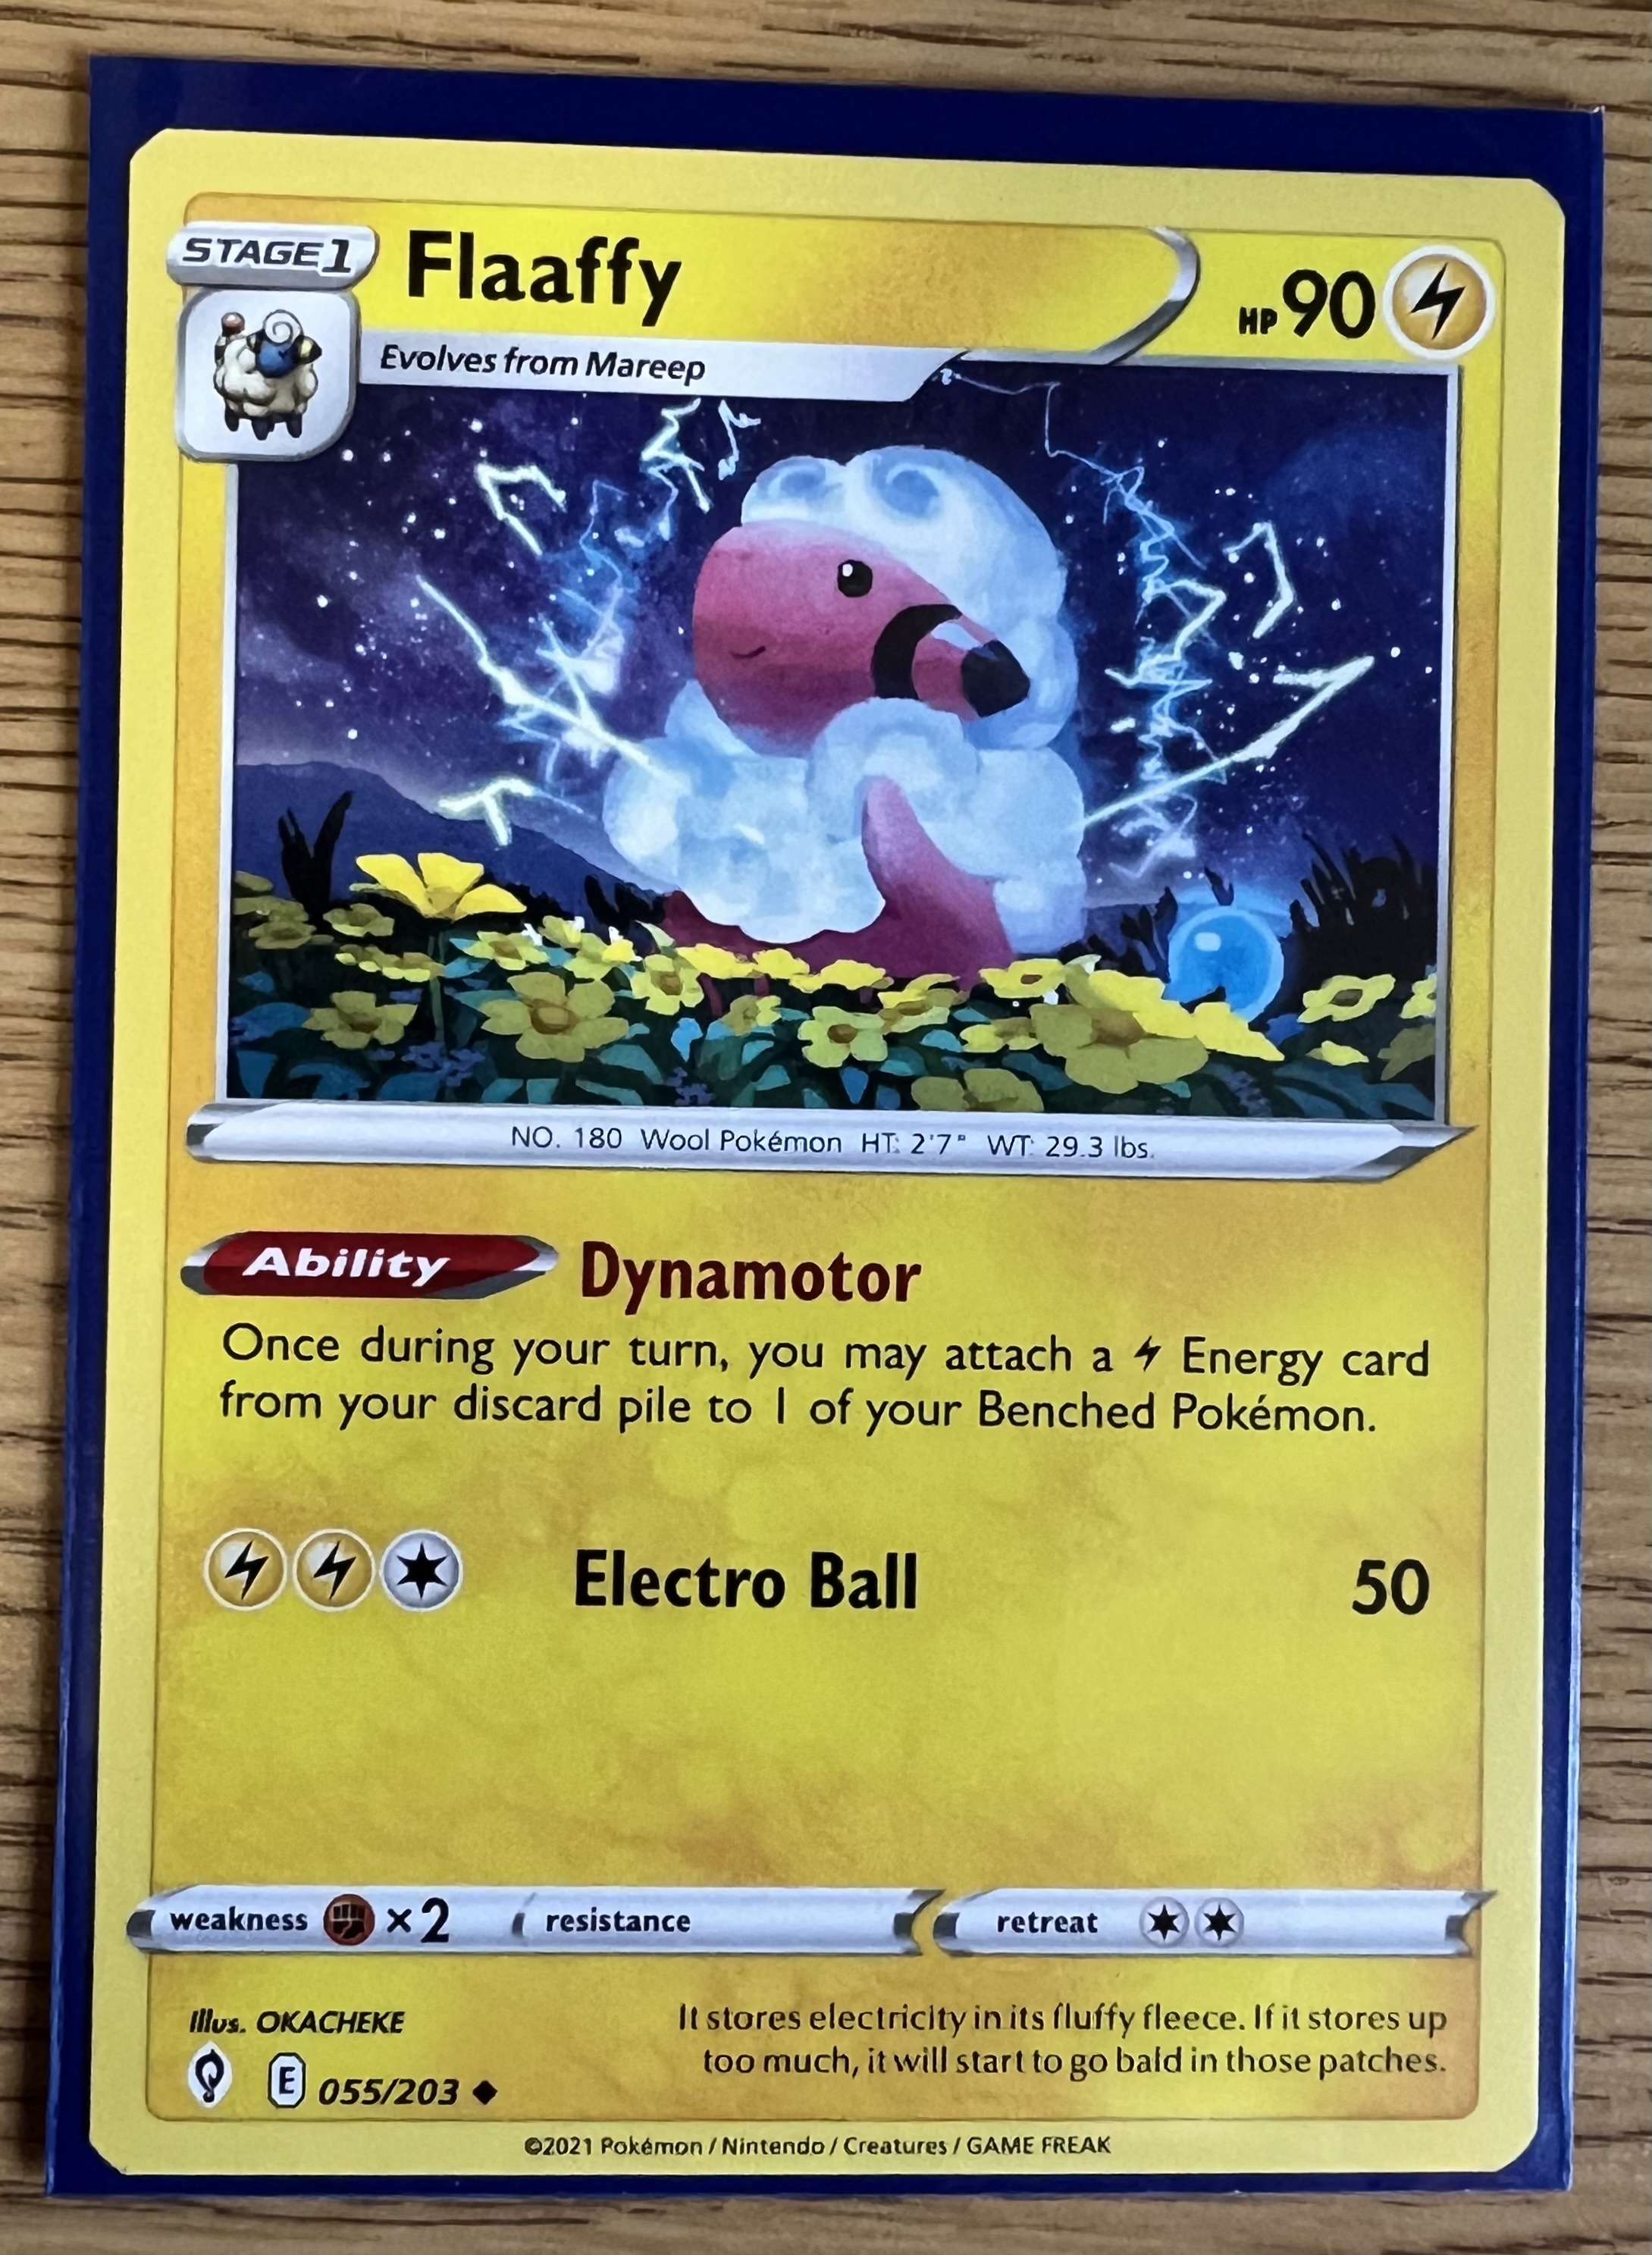 STAGE 1
Flaaffy
HP 90
Evolves from Mareep
NO. 180 Wool Pokémon HT: 2'7" WT: 29.3 lbs.
Ability Dynamotor
Once during your turn, you may attach a Energy card
from your discard pile to 1 of your Benched Pokémon.
Electro Ball 50
weakness ×2 resistance retreat
Illus. OKACHEKE
It stores electricity in its fluffy fleece. If it stores up
too much, it will start to go bald in those patches.
E 055/203
©2021 Pokémon / Nintendo / Creatures / GAME FREAK